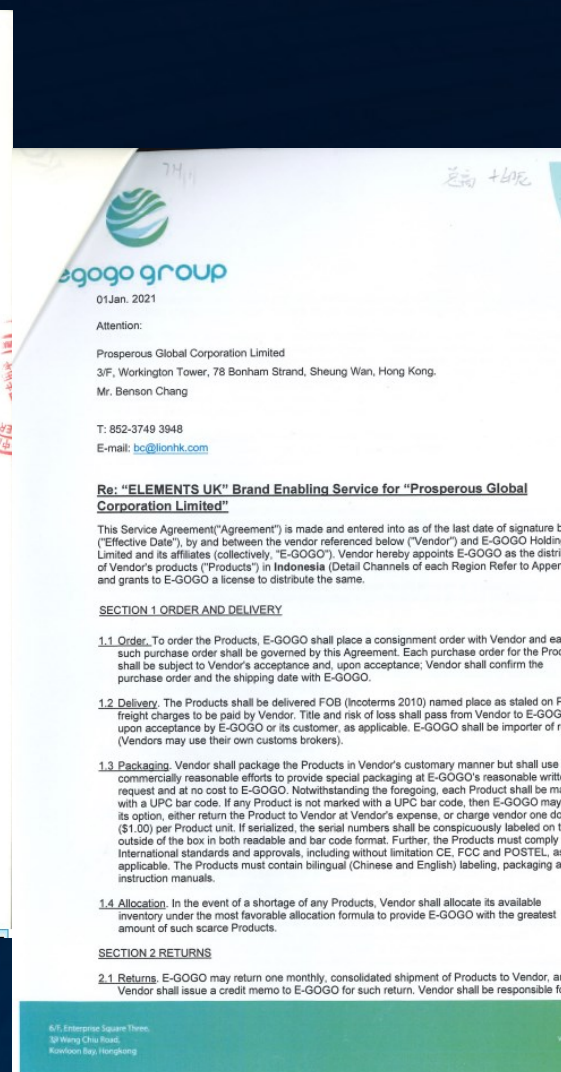 egogo group
01Jan. 2021
Attention:
Prosperous Global Corporation Limited
3/F, Workington Tower, 78 Bonham Strand, Sheung Wan, Hong Kong.
Mr. Benson Chang
T: 852-3749 3948
E-mail: bc@lionhk.com
Re: “ELEMENTS UK” Brand Enabling Service for “Prosperous Global
Corporation Limited”
This Service Agreement("Agreement") is made and entered into as of the last date of signature b
("Effective Date"), by and between the vendor referenced below ("Vendor") and E-GOGO Holdin
Limited and its affiliates (collectively, "E-GOGO"). Vendor hereby appoints E-GOGO as the distri
of Vendor's products ("Products") in Indonesia (Detail Channels of each Region Refer to Apper
and grants to E-GOGO a license to distribute the same.
SECTION 1 ORDER AND DELIVERY
1.1 Order. To order the Products, E-GOGO shall place a consignment order with Vendor and ea
such purchase order shall be governed by this Agreement. Each purchase order for the Proc
shall be subject to Vendor's acceptance and, upon acceptance; Vendor shall confirm the
purchase order and the shipping date with E-GOGO.
1.2 Delivery. The Products shall be delivered FOB (Incoterms 2010) named place as staled on P
freight charges to be paid by Vendor. Title and risk of loss shall pass from Vendor to E-GOG
upon acceptance by E-GOGO or its customer, as applicable. E-GOGO shall be importer of r
(Vendors may use their own customs brokers).
1.3 Packaging. Vendor shall package the Products in Vendor's customary manner but shall use
commercially reasonable efforts to provide special packaging at E-GOGO's reasonable writte
request and at no cost to E-GOGO. Notwithstanding the foregoing, each Product shall be ma
with a UPC bar code. If any Product is not marked with a UPC bar code, then E-GOGO may
its option, either return the Product to Vendor at Vendor's expense, or charge vendor one do
($1.00) per Product unit. If serialized, the serial numbers shall be conspicuously labeled on t
outside of the box in both readable and bar code format. Further, the Products must comply
International standards and approvals, including without limitation CE, FCC and POSTEL, as
applicable. The Products must contain bilingual (Chinese and English) labeling, packaging a
instruction manuals.
1.4 Allocation. In the event of a shortage of any Products, Vendor shall allocate its available
inventory under the most favorable allocation formula to provide E-GOGO with the greatest
amount of such scarce Products.
SECTION 2 RETURNS
2.1 Returns. E-GOGO may return one monthly, consolidated shipment of Products to Vendor, a
Vendor shall issue a credit memo to E-GOGO for such return. Vendor shall be responsible fo
6/F, Enterprise Square Three,
39 Wang Chiu Road,
Kowloon Bay, Hongkong